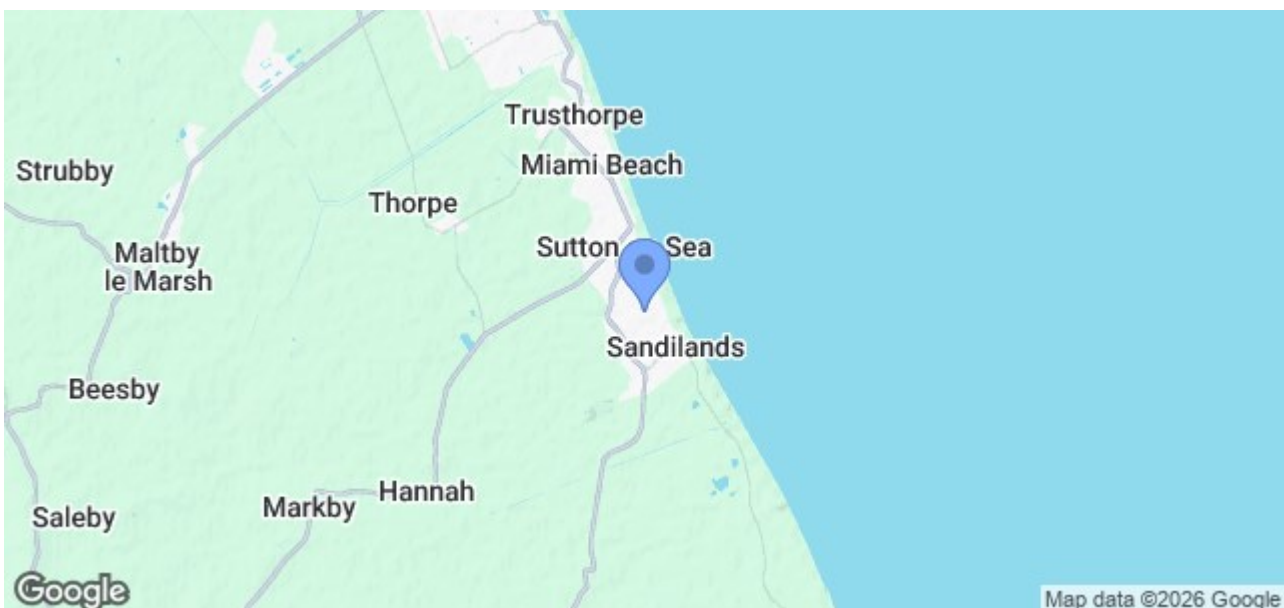 Trusthorpe
Miami Beach
Strubby
Thorpe
Sutton Sea
Maltby
le Marsh
Sandilands
Beesby
Hannah
Markby
Saleby
Google
Map data ©2026 Google